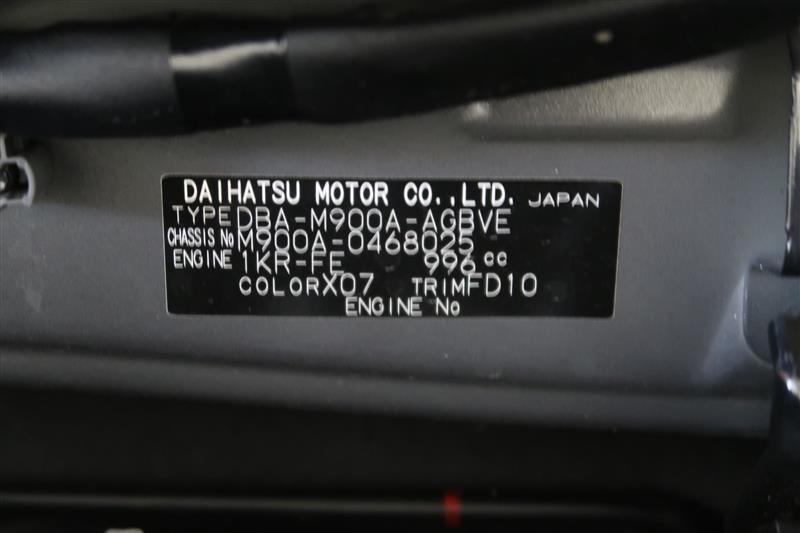 DAIHATSU MOTOR CO.,LTD. JAPAN
TYPE DBA-M900A-AGBVE
CHASSIS No M900A-0468025
ENGINE 1KR-FE 996 cc
COLOR X07 TRIM FD10
ENGINE No